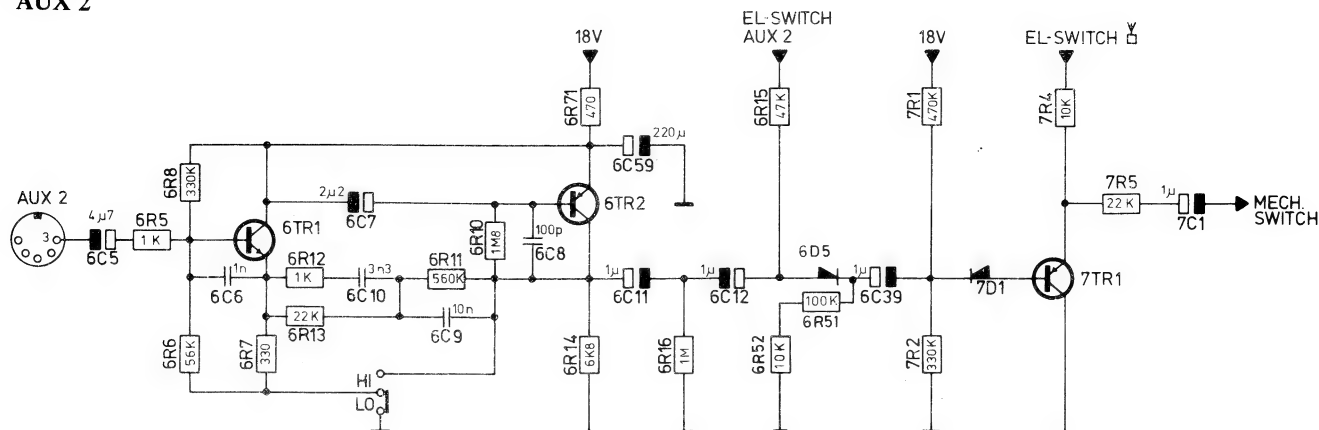 AUX 2
EL-SWITCH
AUX 2
18V
18V
EL-SWITCH
6R71
470
6R15
47K
7R1
470K
7R4
10K
220µ
6C59
6R8
330K
AUX 2
3
4µ7
6C5
6R5
1K
6TR1
2µ2
6C7
6R10
1M8
100p
6C8
6TR2
7R5
22K
1µ
7C1
MECH.
SWITCH
1n
6C6
6R12
1K
3n3
6C10
6R11
560K
1µ
6C11
1µ
6C12
6D5
100K
6R51
1µ
6C39
7D1
7TR1
6R13
22K
10n
6C9
6R6
56K
6R7
330
6R14
6K8
6R16
1M
6R52
10K
7R2
330K
HI
LO